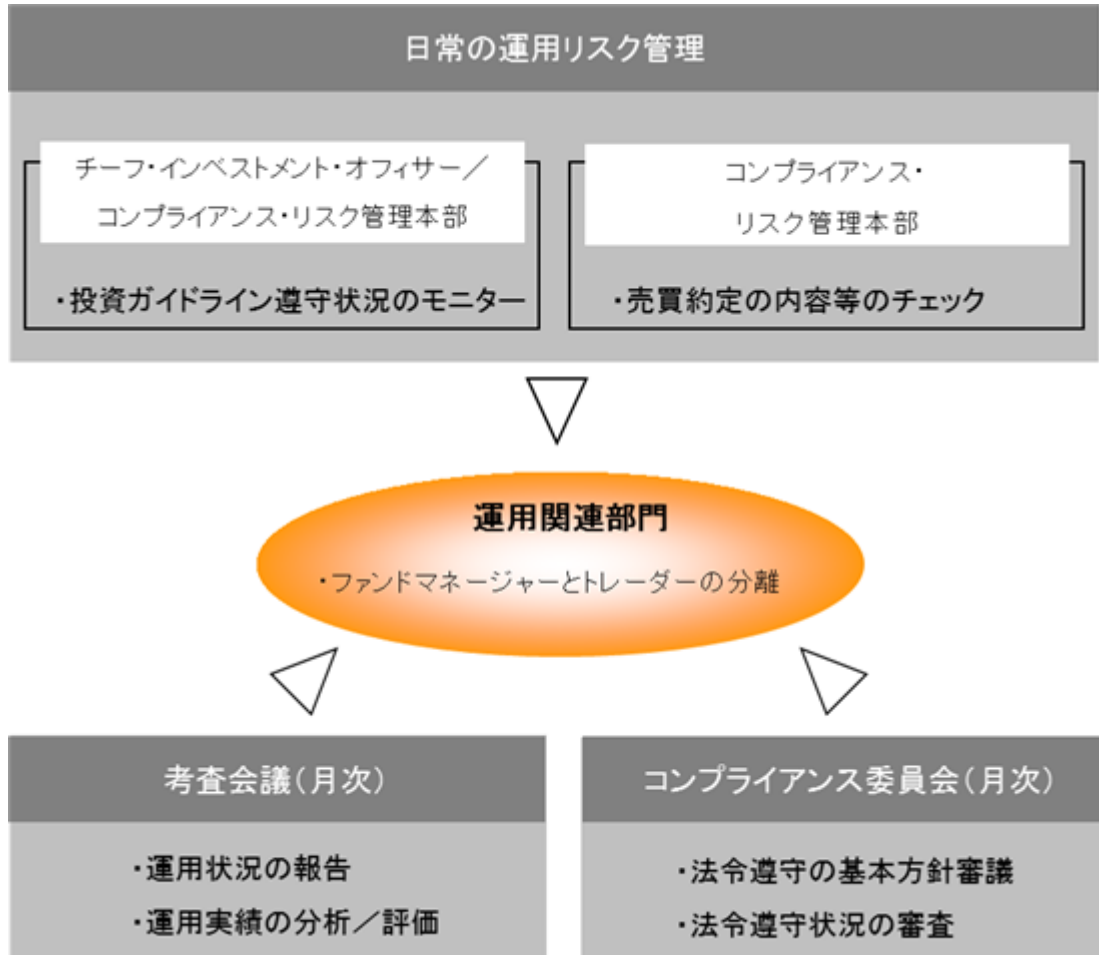 日常の運用リスク管理
チーフ・インベストメント・オフィサー／
コンプライアンス・リスク管理本部
・投資ガイドライン遵守状況のモニター
コンプライアンス・
リスク管理本部
・売買約定の内容等のチェック
運用関連部門
・ファンドマネージャーとトレーダーの分離
考査会議（月次）
・運用状況の報告
・運用実績の分析／評価
コンプライアンス委員会（月次）
・法令遵守の基本方針審議
・法令遵守状況の審査